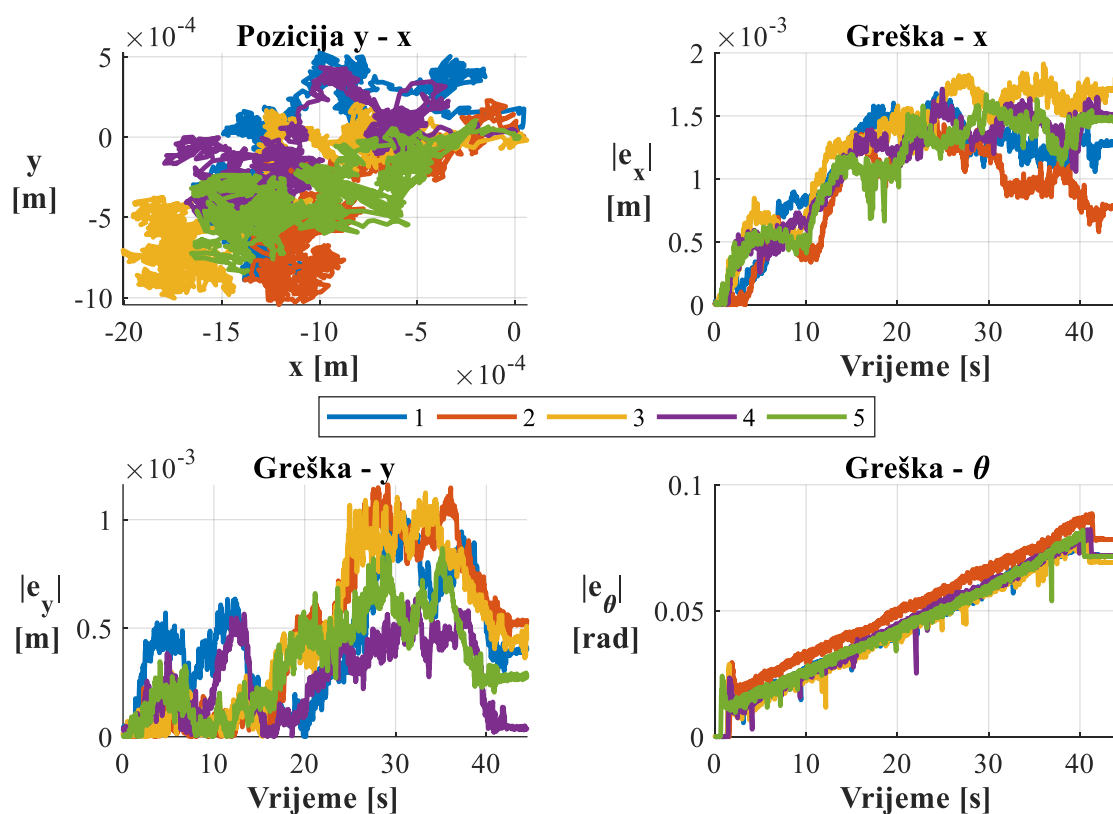 ×10⁻⁴
Pozicija y - x
5
0
-5
-10
y
[m]
-20
-15
-10
-5
0
x [m]
×10⁻⁴
×10⁻³
Greška - x
2
1.5
1
0.5
0
|e_x|
[m]
0
10
20
30
40
Vrijeme [s]
1
2
3
4
5
×10⁻³
Greška - y
1
0.5
0
|e_y|
[m]
0
10
20
30
40
Vrijeme [s]
Greška - θ
0.1
0.05
0
|e_θ|
[rad]
0
10
20
30
40
Vrijeme [s]